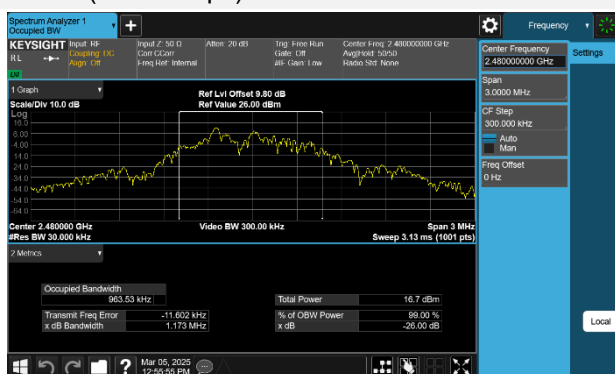 Spectrum Analyzer 1
Occupied BW
+
Frequency
KEYSIGHT
RL
Input: RF
Coupling: DC
Align: Off
Input Z: 50 Ω
Corr CCorr
Freq Ref: Internal
Atten: 20 dB
Trig: Free Run
Gate: Off
#IF Gain: Low
Center Freq: 2.480000000 GHz
Avg|Hold: 50/50
Radio Std: None
Center Frequency
2.480000000 GHz
Settings
Span
3.0000 MHz
CF Step
300.000 kHz
Auto
Man
Freq Offset
0 Hz
Local
1 Graph
Scale/Div 10.0 dB
Ref Lvl Offset 9.80 dB
Ref Value 26.00 dBm
Log
16.0
6.00
-4.00
-14.0
-24.0
-34.0
-44.0
-54.0
-64.0
Center 2.480000 GHz
#Res BW 30.000 kHz
Video BW 300.00 kHz
Span 3 MHz
Sweep 3.13 ms (1001 pts)
2 Metrics
Occupied Bandwidth
963.53 kHz
Transmit Freq Error -11.602 kHz
x dB Bandwidth 1.173 MHz
Total Power 16.7 dBm
% of OBW Power 99.00 %
x dB -26.00 dB
?
Mar 05, 2025
12:55:55 PM